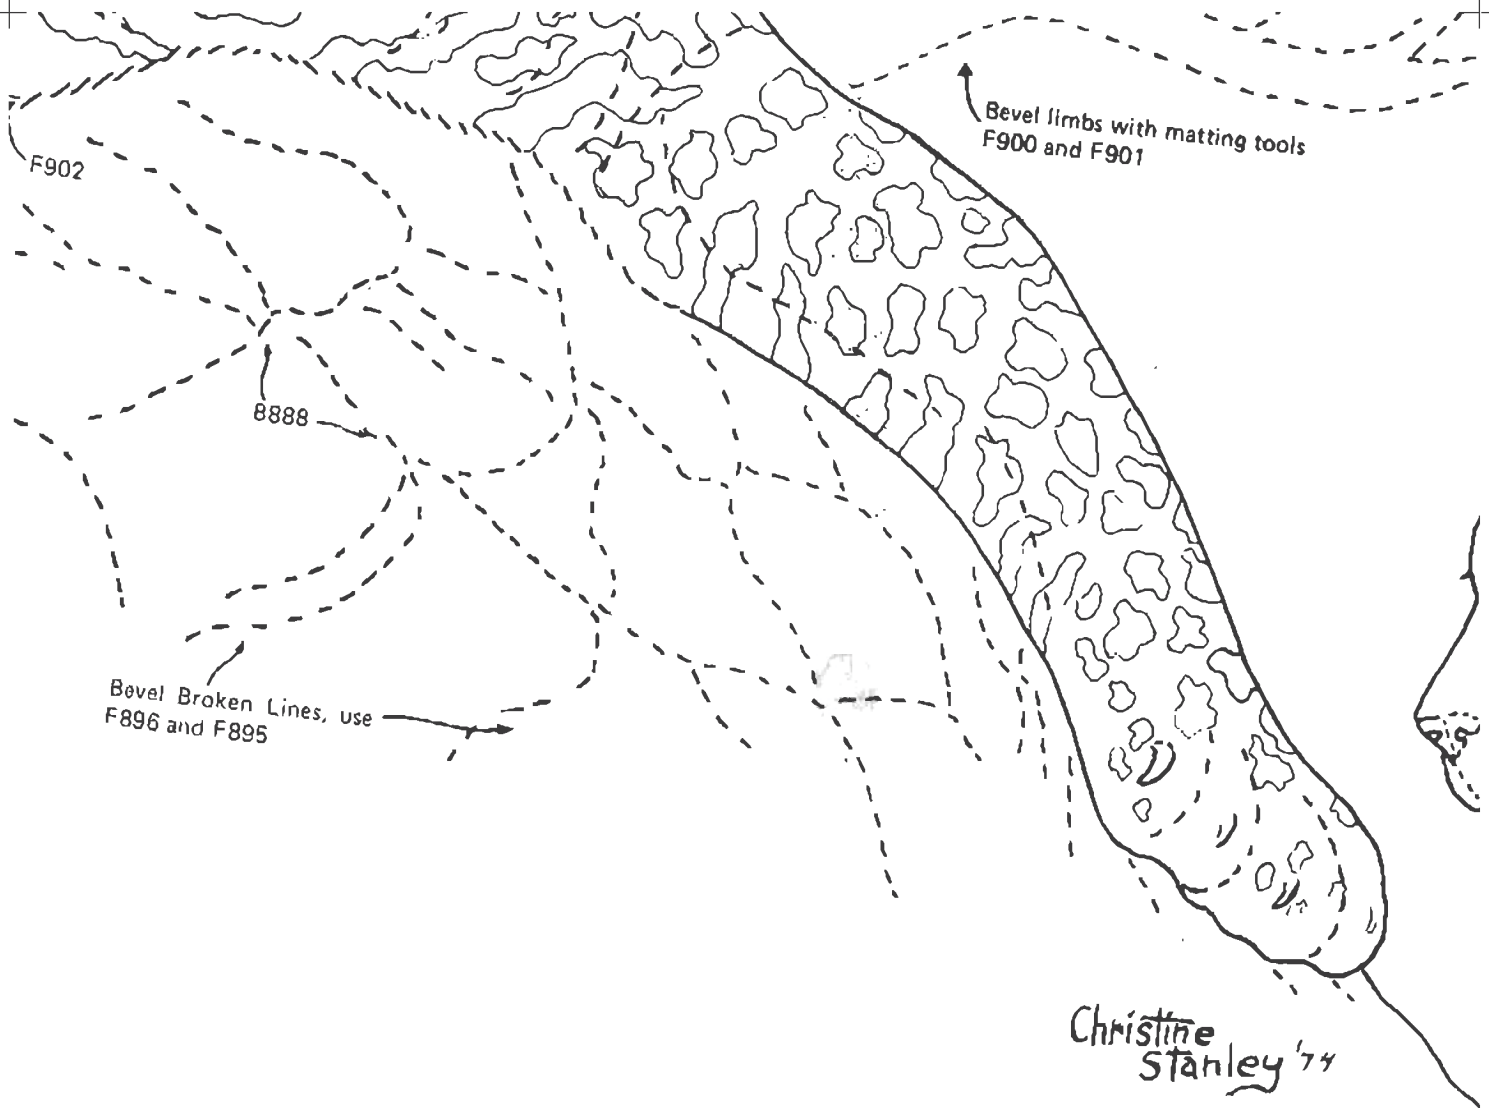 Bevel limbs with matting tools
F900 and F901
F902
8888
Bevel Broken Lines, use
F896 and F895
Christine
Stanley '74